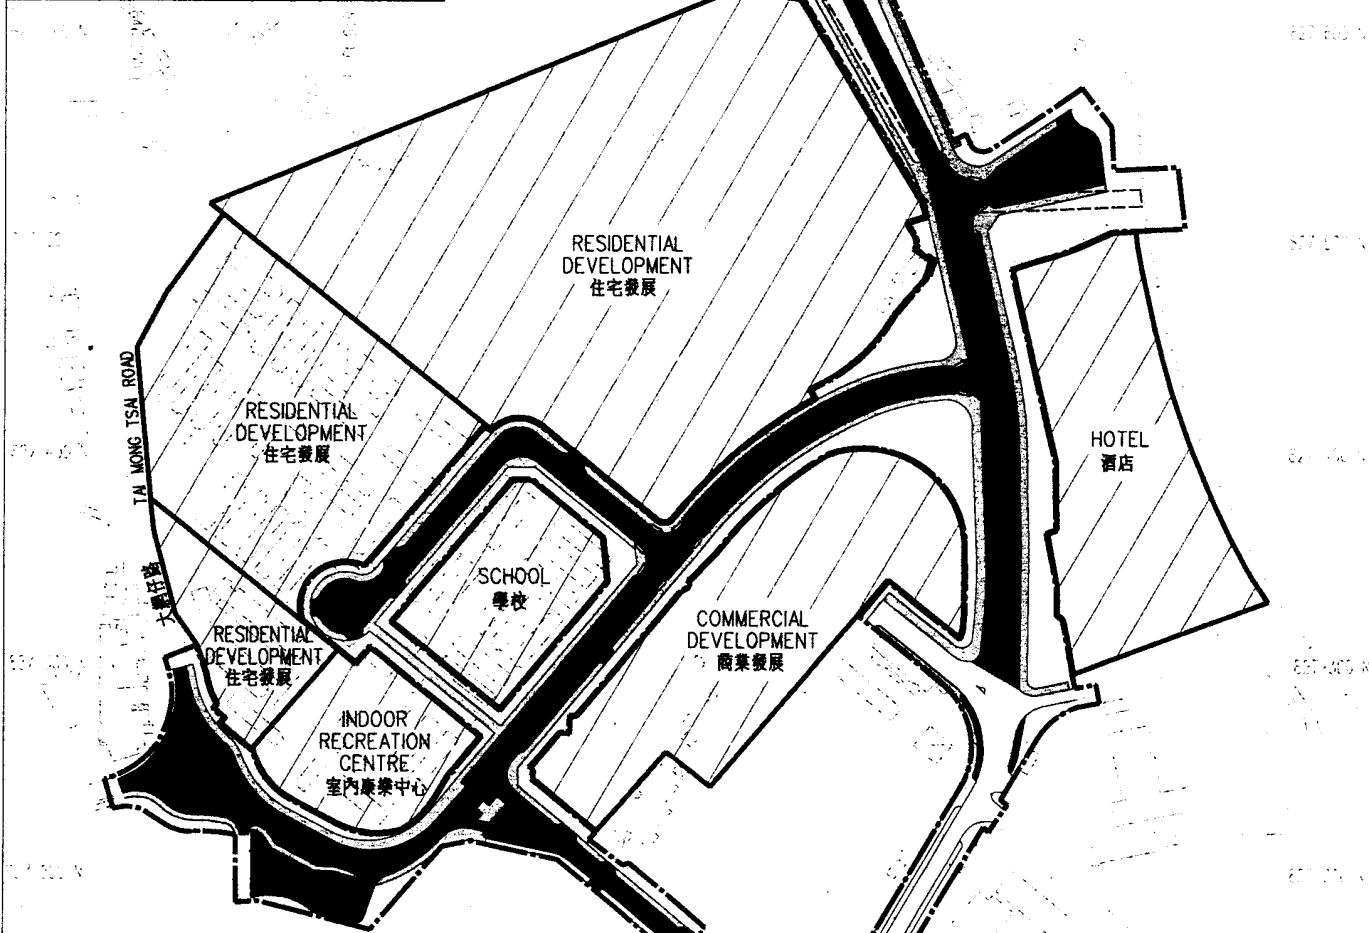 RESIDENTIAL
DEVELOPMENT
住宅發展
RESIDENTIAL
DEVELOPMENT
住宅發展
TAI MONG TSAI ROAD
大網仔路
HOTEL
酒店
SCHOOL
學校
COMMERCIAL
DEVELOPMENT
商業發展
RESIDENTIAL
DEVELOPMENT
住宅發展
INDOOR
RECREATION
CENTRE
室內康樂中心